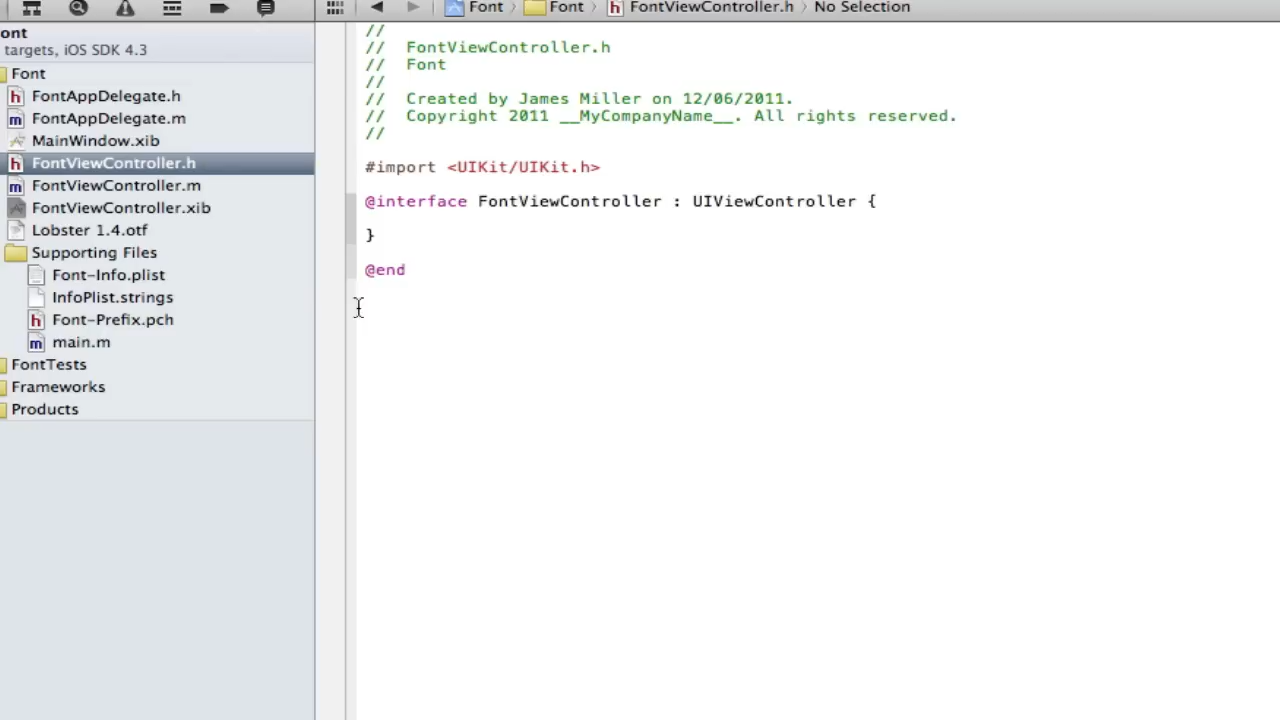 Font > Font > h FontViewController.h > No Selection
ont
targets, iOS SDK 4.3
Font
h FontAppDelegate.h
m FontAppDelegate.m
MainWindow.xib
h FontViewController.h
m FontViewController.m
FontViewController.xib
Lobster 1.4.otf
Supporting Files
Font-Info.plist
InfoPlist.strings
h Font-Prefix.pch
m main.m
FontTests
Frameworks
Products
//
// FontViewController.h
// Font
//
// Created by James Miller on 12/06/2011.
// Copyright 2011 __MyCompanyName__. All rights reserved.
//
#import <UIKit/UIKit.h>
@interface FontViewController : UIViewController {
}
@end